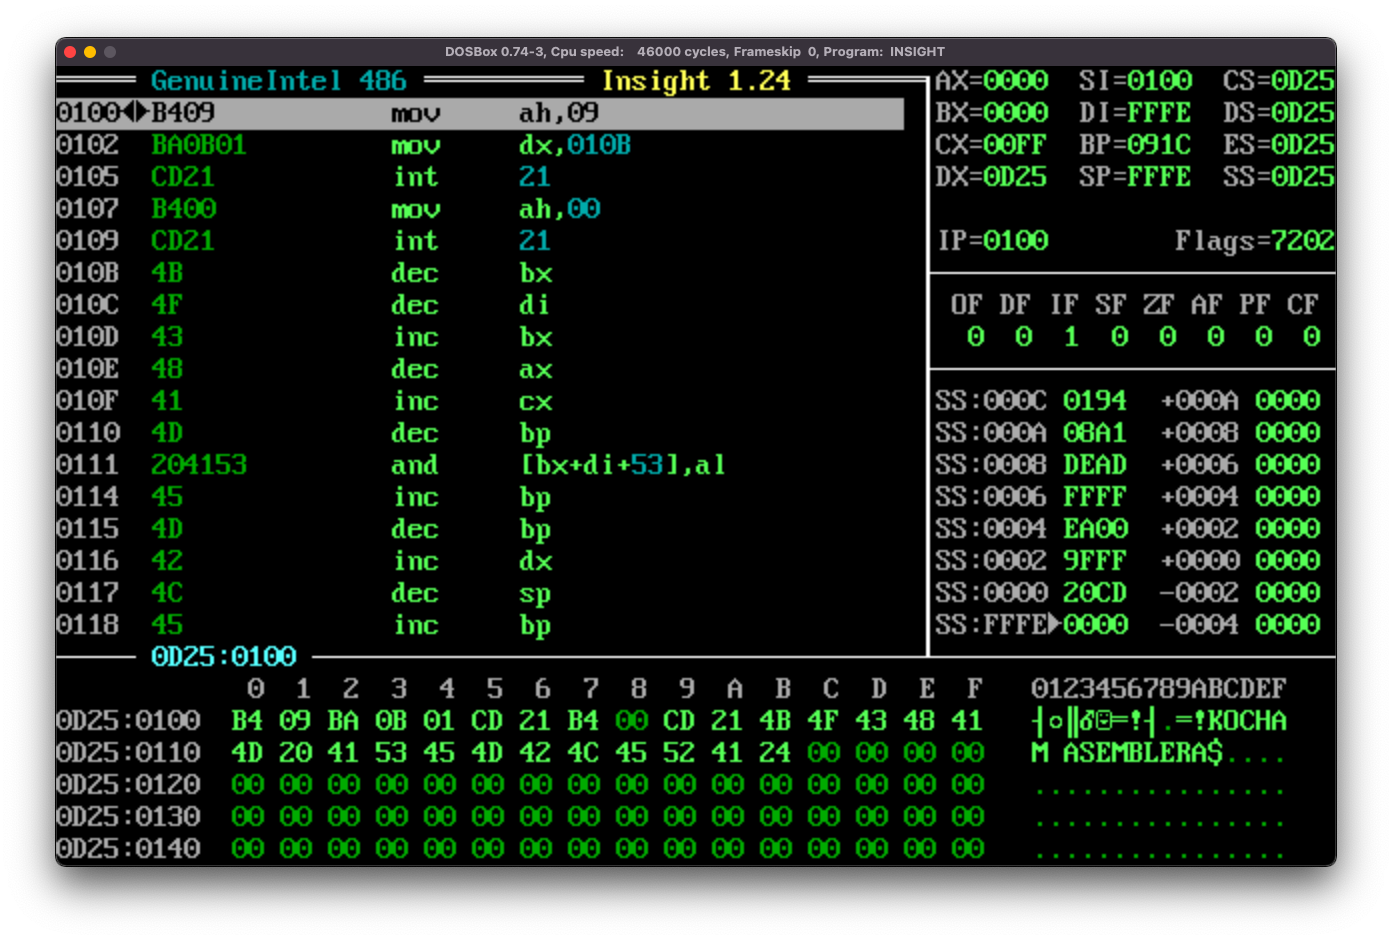 DOSBox 0.74-3, Cpu speed: 46000 cycles, Frameskip 0, Program: INSIGHT
GenuineIntel 486 Insight 1.24 AX=0000 SI=0100 CS=0D25
0100 B409 mov ah,09 BX=0000 DI=FFFE DS=0D25
0102 BA0B01 mov dx,010B CX=00FF BP=091C ES=0D25
0105 CD21 int 21 DX=0D25 SP=FFFE SS=0D25
0107 B400 mov ah,00
0109 CD21 int 21 IP=0100 Flags=7202
010B 4B dec bx
010C 4F dec di OF DF IF SF ZF AF PF CF
010D 43 inc bx 0 0 1 0 0 0 0 0
010E 48 dec ax
010F 41 inc cx SS:000C 0194 +000A 0000
0110 4D dec bp SS:000A 08A1 +0008 0000
0111 204153 and [bx+di+53],al SS:0008 DEAD +0006 0000
0114 45 inc bp SS:0006 FFFF +0004 0000
0115 4D dec bp SS:0004 EA00 +0002 0000
0116 42 inc dx SS:0002 9FFF +0000 0000
0117 4C dec sp SS:0000 20CD -0002 0000
0118 45 inc bp SS:FFFE►0000 -0004 0000
0D25:0100
0 1 2 3 4 5 6 7 8 9 A B C D E F 0123456789ABCDEF
0D25:0100 B4 09 BA 0B 01 CD 21 B4 00 CD 21 4B 4F 43 48 41 ┤○║♂☺═!┤.═!KOCHA
0D25:0110 4D 20 41 53 45 4D 42 4C 45 52 41 24 00 00 00 00 M ASEMBLERA$....
0D25:0120 00 00 00 00 00 00 00 00 00 00 00 00 00 00 00 00 ................
0D25:0130 00 00 00 00 00 00 00 00 00 00 00 00 00 00 00 00 ................
0D25:0140 00 00 00 00 00 00 00 00 00 00 00 00 00 00 00 00 ................